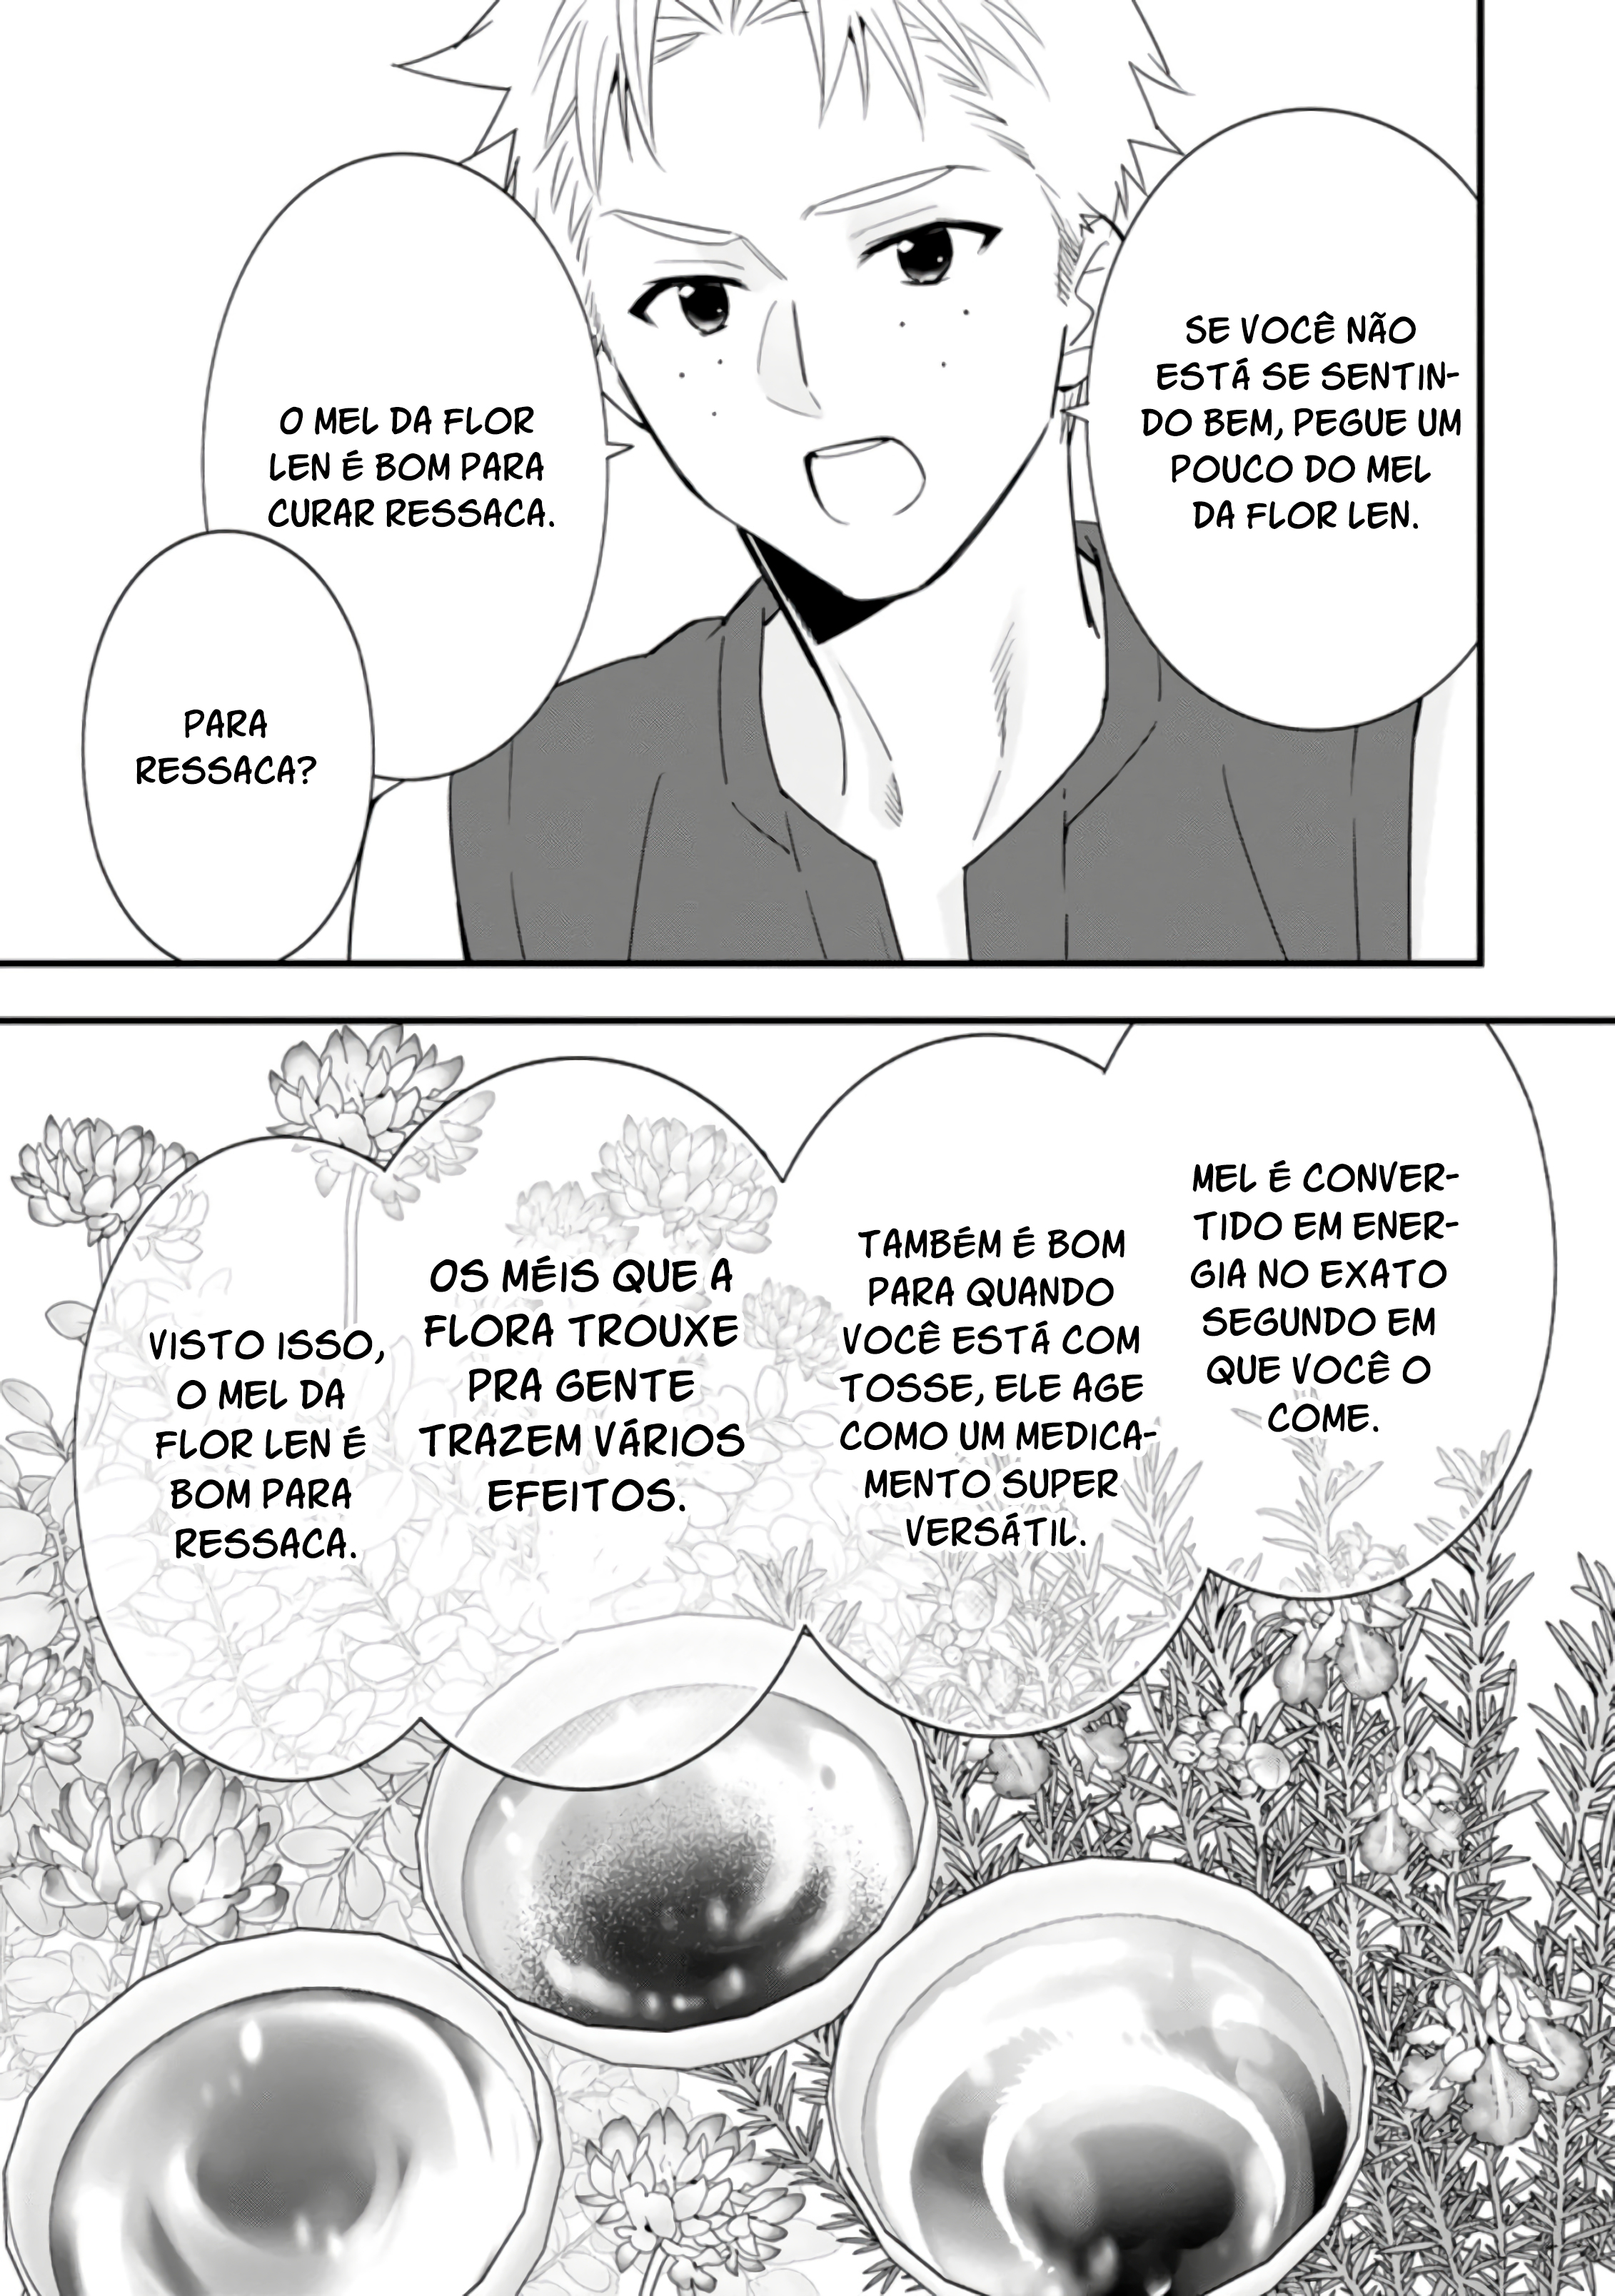 SE VOCÊ NÃO
ESTÁ SE SENTIN-
DO BEM, PEGUE UM
POUCO DO MEL
DA FLOR LEN.
O MEL DA FLOR
LEN É BOM PARA
CURAR RESSACA.
PARA
RESSACA?
MEL É CONVER-
TIDO EM ENER-
GIA NO EXATO
SEGUNDO EM
QUE VOCÊ O
COME.
TAMBÉM É BOM
PARA QUANDO
VOCÊ ESTÁ COM
TOSSE, ELE AGE
COMO UM MEDICA-
MENTO SUPER
VERSÁTIL.
OS MÉIS QUE A
FLORA TROUXE
PRA GENTE
TRAZEM VÁRIOS
EFEITOS.
VISTO ISSO,
O MEL DA
FLOR LEN É
BOM PARA
RESSACA.